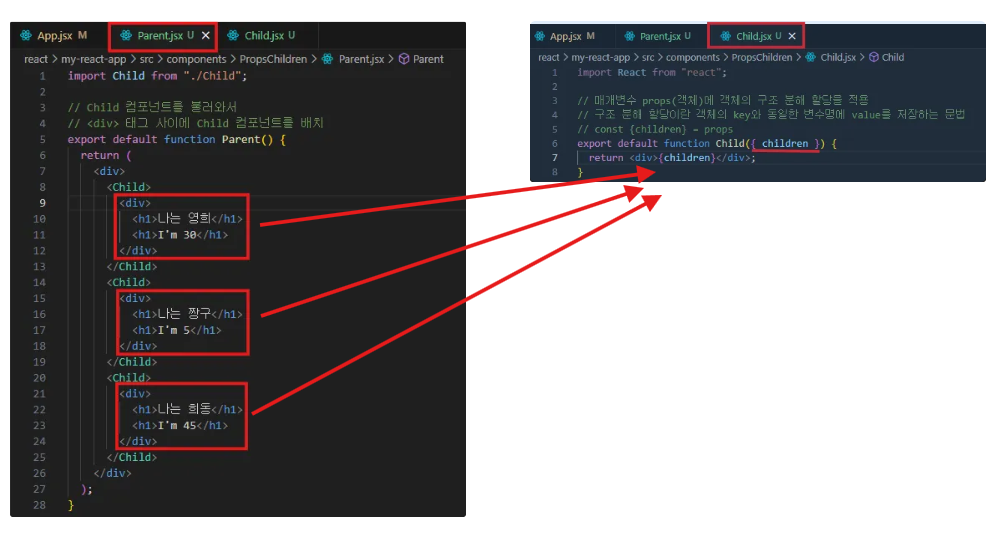 App.jsx M Parent.jsx U Child.jsx U
react > my-react-app > src > components > PropsChildren > Parent.jsx > Parent
1 import Child from "./Child";
2
3 // Child 컴포넌트를 불러와서
4 // <div> 태그 사이에 Child 컴포넌트를 배치
5 export default function Parent() {
6 return (
7 <div>
8 <Child>
9 <div>
10 <h1>나는 영희</h1>
11 <h1>I'm 30</h1>
12 </div>
13 </Child>
14 <Child>
15 <div>
16 <h1>나는 짱구</h1>
17 <h1>I'm 5</h1>
18 </div>
19 </Child>
20 <Child>
21 <div>
22 <h1>나는 희동</h1>
23 <h1>I'm 45</h1>
24 </div>
25 </Child>
26 </div>
27 );
28 }
App.jsx M Parent.jsx U Child.jsx U
react > my-react-app > src > components > PropsChildren > Child.jsx > Child
1 import React from "react";
2
3 // 매개변수 props(객체)에 객체의 구조 분해 할당를 적용
4 // 구조 분해 할당이란 객체의 key와 동일한 변수명에 value를 저장하는 문법
5 // const {children} = props
6 export default function Child({ children }) {
7 return <div>{children}</div>;
8 }